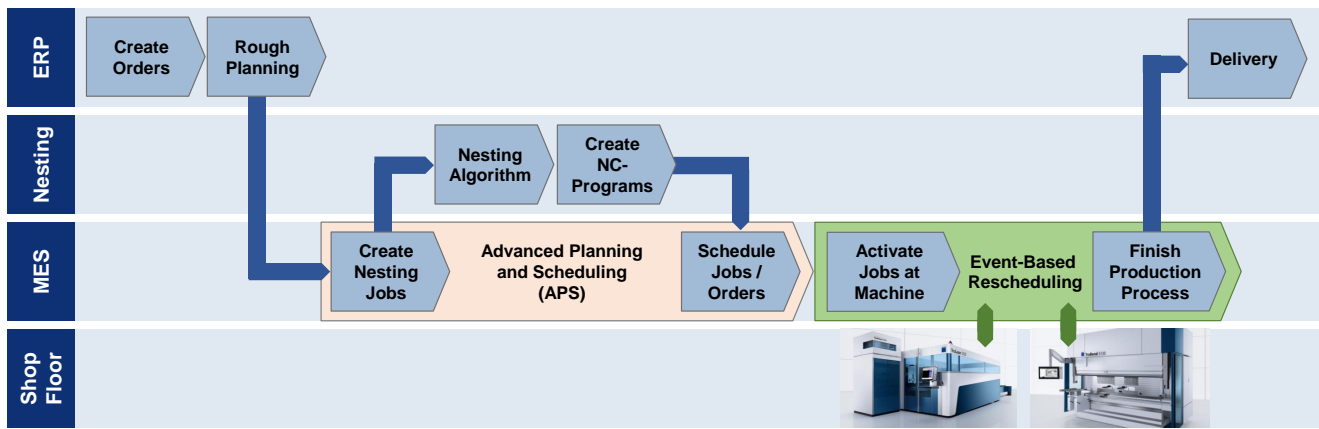 ERP
Create
Orders
Rough
Planning
Delivery
Nesting
Nesting
Algorithm
Create
NC-
Programs
MES
Create
Nesting
Jobs
Advanced Planning
and Scheduling
(APS)
Schedule
Jobs /
Orders
Activate
Jobs at
Machine
Event-Based
Rescheduling
Finish
Production
Process
Shop
Floor